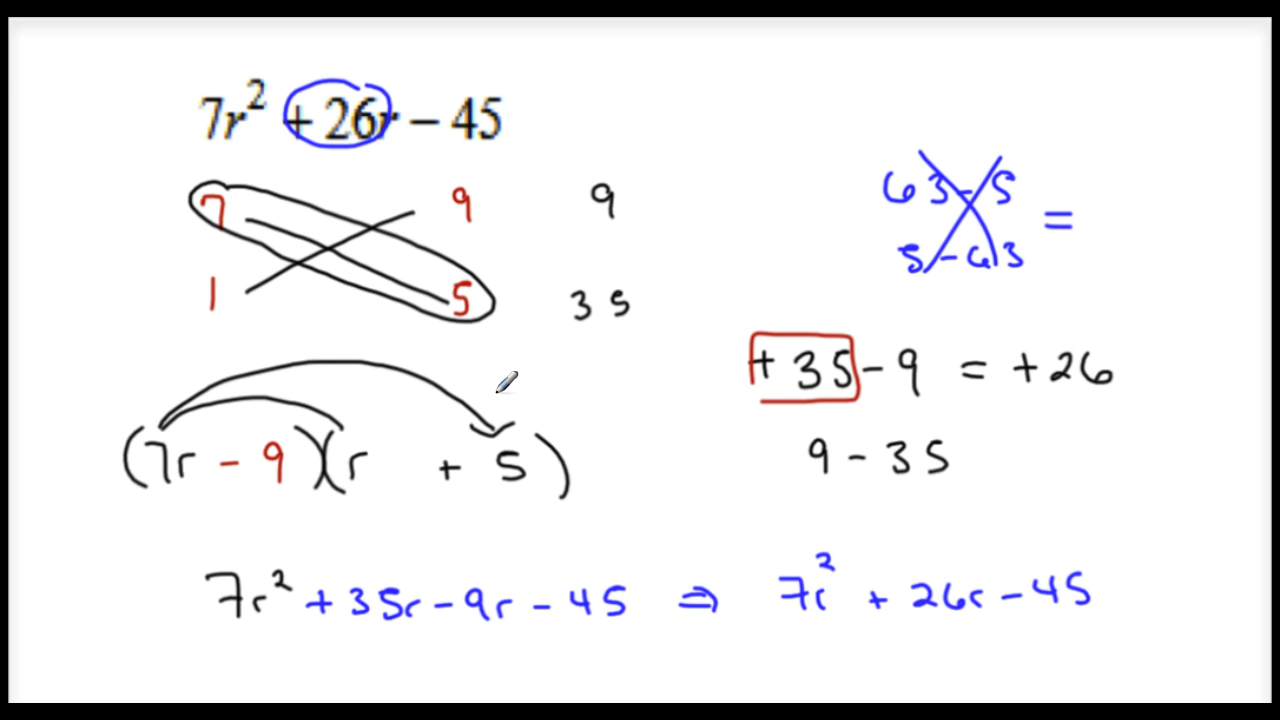 7r² + 26r − 45
7 9 9
1 5 35
63 - 5
5 - 63
=
+ 35 - 9 = + 26
9 - 35
(7r - 9)(r + 5)
7r² + 35r - 9r - 45 ⇒ 7r² + 26r - 45